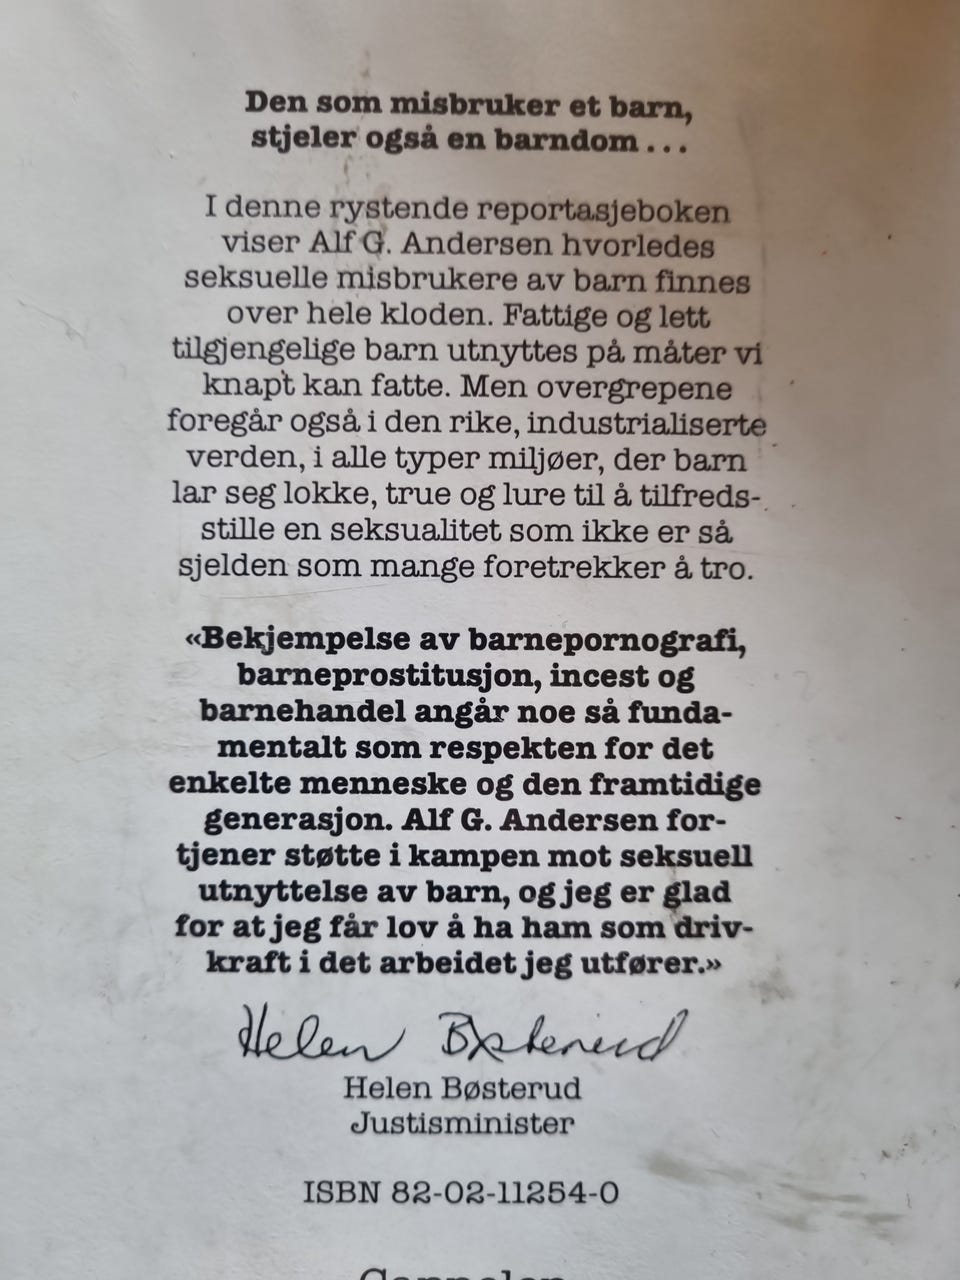 Den som misbruker et barn,
stjeler også en barndom . . .
I denne rystende reportasjeboken
viser Alf G. Andersen hvorledes
seksuelle misbrukere av barn finnes
over hele kloden. Fattige og lett
tilgjengelige barn utnyttes på måter vi
knapt kan fatte. Men overgrepene
foregår også i den rike, industrialiserte
verden, i alle typer miljøer, der barn
lar seg lokke, true og lure til å tilfreds-
stille en seksualitet som ikke er så
sjelden som mange foretrekker å tro.
«Bekjempelse av barnepornografi,
barneprostitusjon, incest og
barnehandel angår noe så funda-
mentalt som respekten for det
enkelte menneske og den framtidige
generasjon. Alf G. Andersen for-
tjener støtte i kampen mot seksuell
utnyttelse av barn, og jeg er glad
for at jeg får lov å ha ham som driv-
kraft i det arbeidet jeg utfører.»
Helen Bøsterud
Helen Bøsterud
Justisminister
ISBN 82-02-11254-0
Cappelen